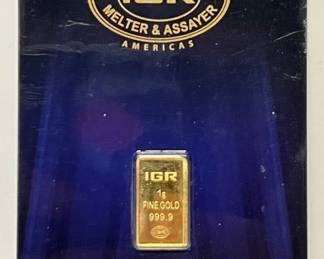 IGR
MELTER & ASSAYER
AMERICAS
IGR
1g
FINE GOLD
999.9